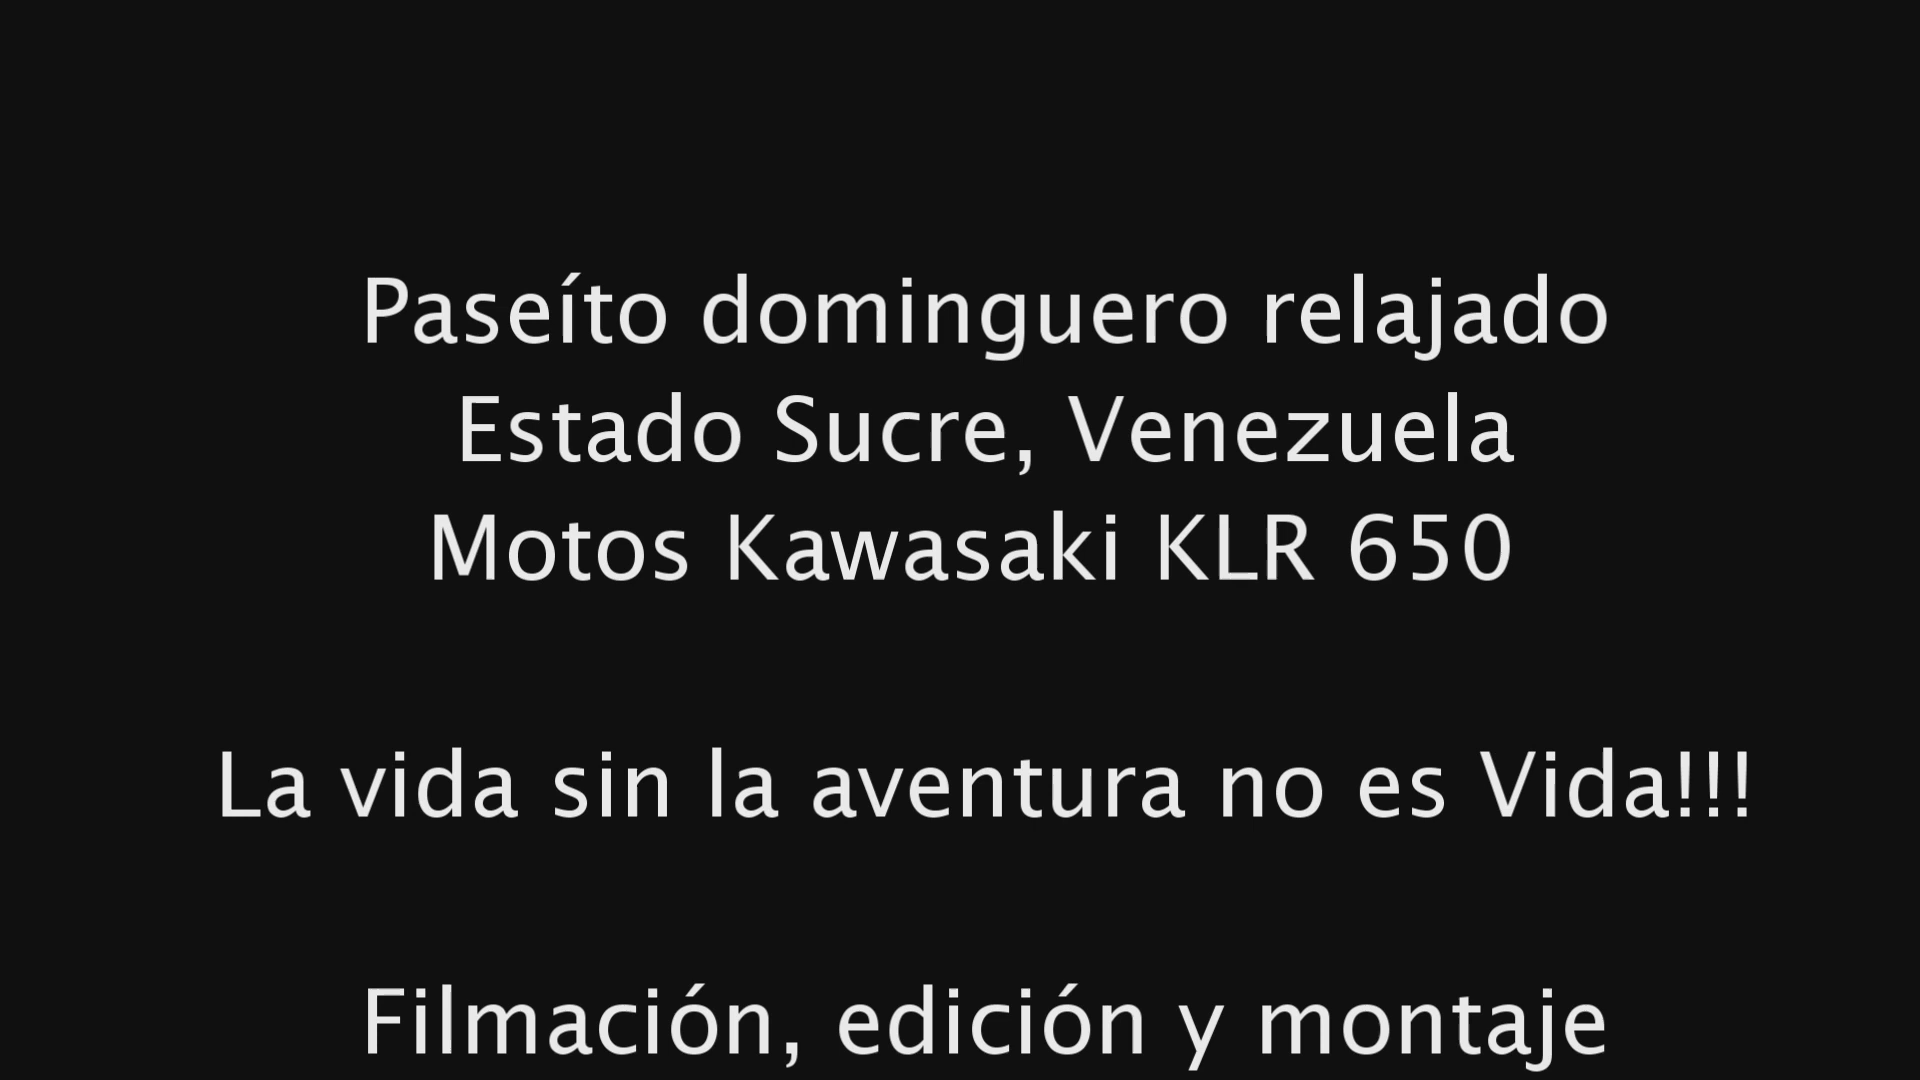 Paseíto dominguero relajado
Estado Sucre, Venezuela
Motos Kawasaki KLR 650
La vida sin la aventura no es Vida!!!
Filmación, edición y montaje